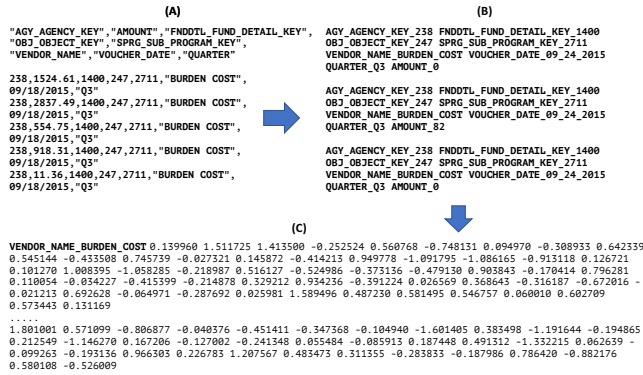 (A)
"AGY_AGENCY_KEY","AMOUNT","FNDDTL_FUND_DETAIL_KEY",
"OBJ_OBJECT_KEY","SPRG_SUB_PROGRAM_KEY",
"VENDOR_NAME","VOUCHER_DATE","QUARTER"
238,1524.61,1400,247,2711,"BURDEN COST",
09/18/2015,"Q3"
238,2837.49,1400,247,2711,"BURDEN COST",
09/18/2015,"Q3"
238,554.75,1400,247,2711,"BURDEN COST",
09/18/2015,"Q3"
238,918.31,1400,247,2711,"BURDEN COST",
09/18/2015,"Q3"
238,11.36,1400,247,2711,"BURDEN COST",
09/18/2015,"Q3"
(B)
AGY_AGENCY_KEY_238 FNDDTL_FUND_DETAIL_KEY_1400
OBJ_OBJECT_KEY_247 SPRG_SUB_PROGRAM_KEY_2711
VENDOR_NAME_BURDEN_COST VOUCHER_DATE_09_24_2015
QUARTER_Q3 AMOUNT_0
AGY_AGENCY_KEY_238 FNDDTL_FUND_DETAIL_KEY_1400
OBJ_OBJECT_KEY_247 SPRG_SUB_PROGRAM_KEY_2711
VENDOR_NAME_BURDEN_COST VOUCHER_DATE_09_24_2015
QUARTER_Q3 AMOUNT_82
AGY_AGENCY_KEY_238 FNDDTL_FUND_DETAIL_KEY_1400
OBJ_OBJECT_KEY_247 SPRG_SUB_PROGRAM_KEY_2711
VENDOR_NAME_BURDEN_COST VOUCHER_DATE_09_24_2015
QUARTER_Q3 AMOUNT_0
(C)
VENDOR_NAME_BURDEN_COST 0.139960 1.511725 1.413500 -0.252524 0.560768 -0.748131 0.094970 -0.308933 0.642339
0.545144 -0.433508 0.745739 -0.027321 0.145872 -0.414213 0.949778 -1.091795 -1.086165 -0.913118 0.126721
0.101270 1.008395 -1.058285 -0.218987 0.516127 -0.524986 -0.373136 -0.479130 0.903843 -0.170414 0.796281
0.110054 -0.034227 -0.415399 -0.214878 0.329212 0.934236 -0.391224 0.026569 0.368643 -0.316187 -0.672016 -
0.021213 0.692628 -0.064971 -0.287692 0.025981 1.589496 0.487230 0.581495 0.546757 0.060010 0.602709
0.573443 0.131169
.....
1.801001 0.571099 -0.806877 -0.040376 -0.451411 -0.347368 -0.104940 -1.601405 0.383498 -1.191644 -0.194865
0.212549 -1.146270 0.167206 -0.127002 -0.241348 0.055484 -0.085913 0.187448 0.491312 -1.332215 0.062639 -
0.099263 -0.193136 0.966303 0.226783 1.207567 0.483473 0.311355 -0.283833 -0.187986 0.786420 -0.882176
0.580108 -0.526009